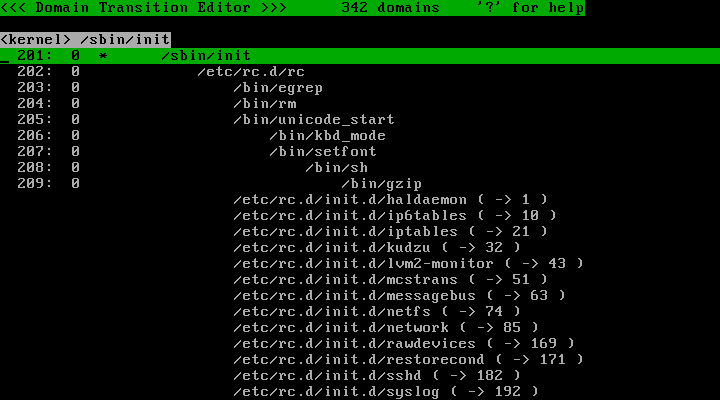 <<< Domain Transition Editor >>>      342 domains    '?' for help
<kernel> /sbin/init
_ 201:  0  *      /sbin/init
  202:  0             /etc/rc.d/rc
  203:  0                 /bin/egrep
  204:  0                 /bin/rm
  205:  0                 /bin/unicode_start
  206:  0                     /bin/kbd_mode
  207:  0                     /bin/setfont
  208:  0                         /bin/sh
  209:  0                             /bin/gzip
                          /etc/rc.d/init.d/haldaemon ( -> 1 )
                          /etc/rc.d/init.d/ip6tables ( -> 10 )
                          /etc/rc.d/init.d/iptables ( -> 21 )
                          /etc/rc.d/init.d/kudzu ( -> 32 )
                          /etc/rc.d/init.d/lvm2-monitor ( -> 43 )
                          /etc/rc.d/init.d/mcstrans ( -> 51 )
                          /etc/rc.d/init.d/messagebus ( -> 63 )
                          /etc/rc.d/init.d/netfs ( -> 74 )
                          /etc/rc.d/init.d/network ( -> 85 )
                          /etc/rc.d/init.d/rawdevices ( -> 169 )
                          /etc/rc.d/init.d/restorecond ( -> 171 )
                          /etc/rc.d/init.d/sshd ( -> 182 )
                          /etc/rc.d/init.d/syslog ( -> 192 )